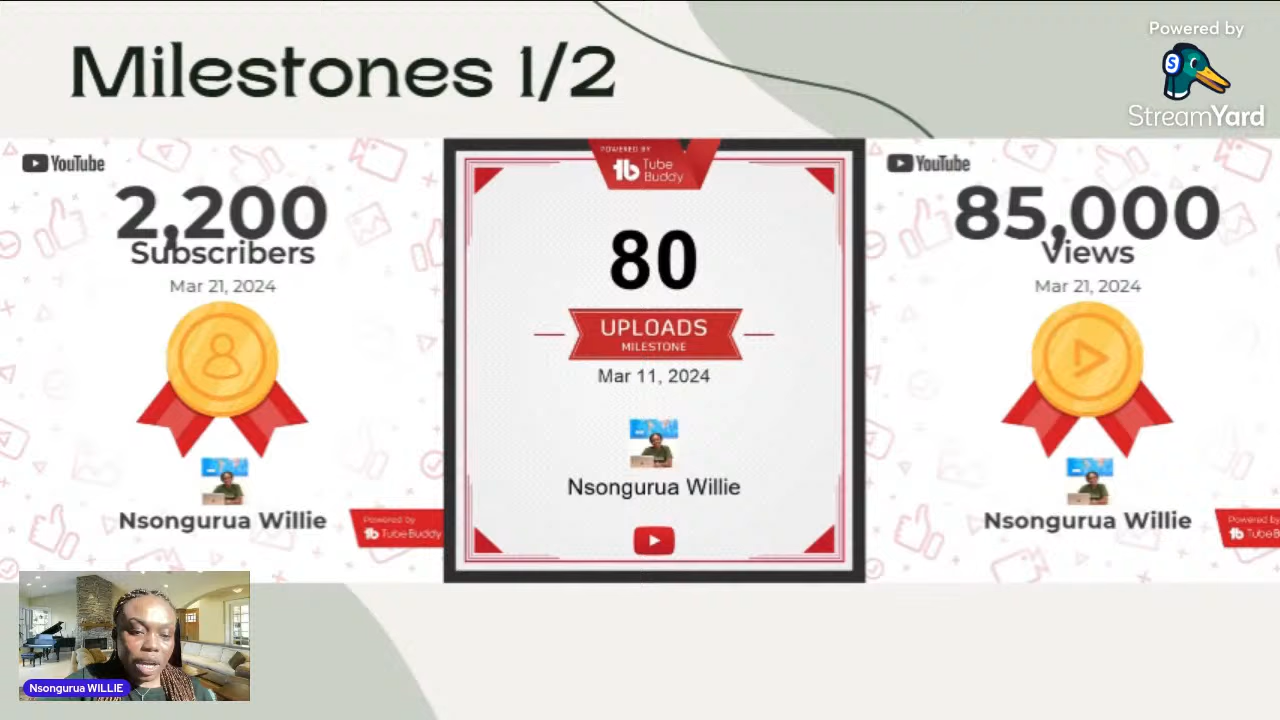 Milestones 1/2
Powered by
StreamYard
YouTube
2,200
Subscribers
Mar 21, 2024
Nsongurua Willie
Powered by
TubeBuddy
POWERED BY
Tube
Buddy
80
UPLOADS
MILESTONE
Mar 11, 2024
Nsongurua Willie
YouTube
85,000
Views
Mar 21, 2024
Nsongurua Willie
Powered by
TubeB
Nsongurua WILLIE